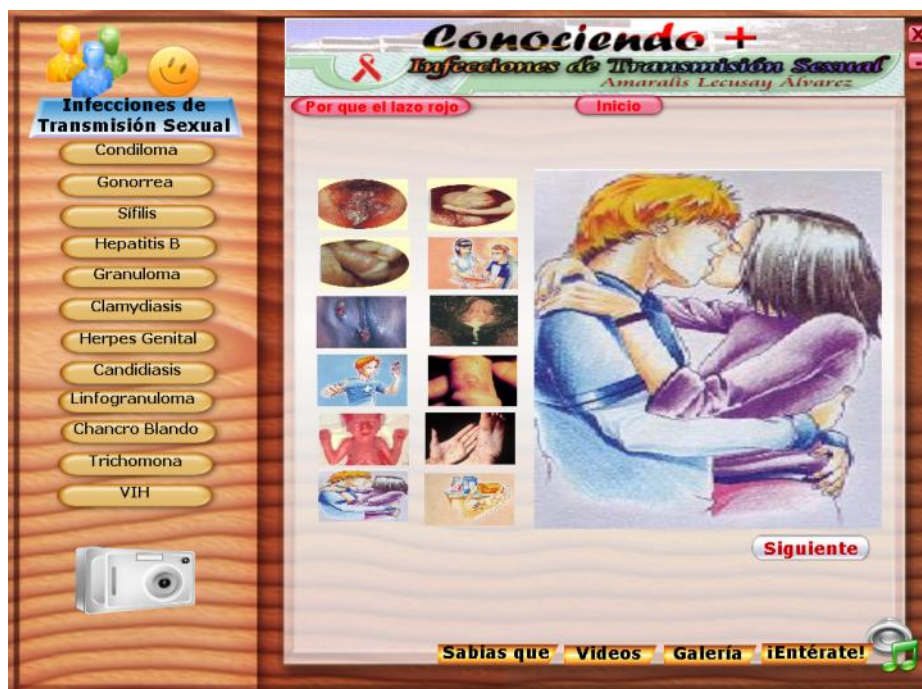 Conociendo +
Infecciones de Transmisión Sexual
Amaralis Lecusay Álvarez
X
-
Por que el lazo rojo
Inicio
Infecciones de
Transmisión Sexual
Condiloma
Gonorrea
Sífilis
Hepatitis B
Granuloma
Clamydiasis
Herpes Genital
Candidiasis
Linfogranuloma
Chancro Blando
Trichomona
VIH
Siguiente
Sabias que
Videos
Galería
¡Entérate!